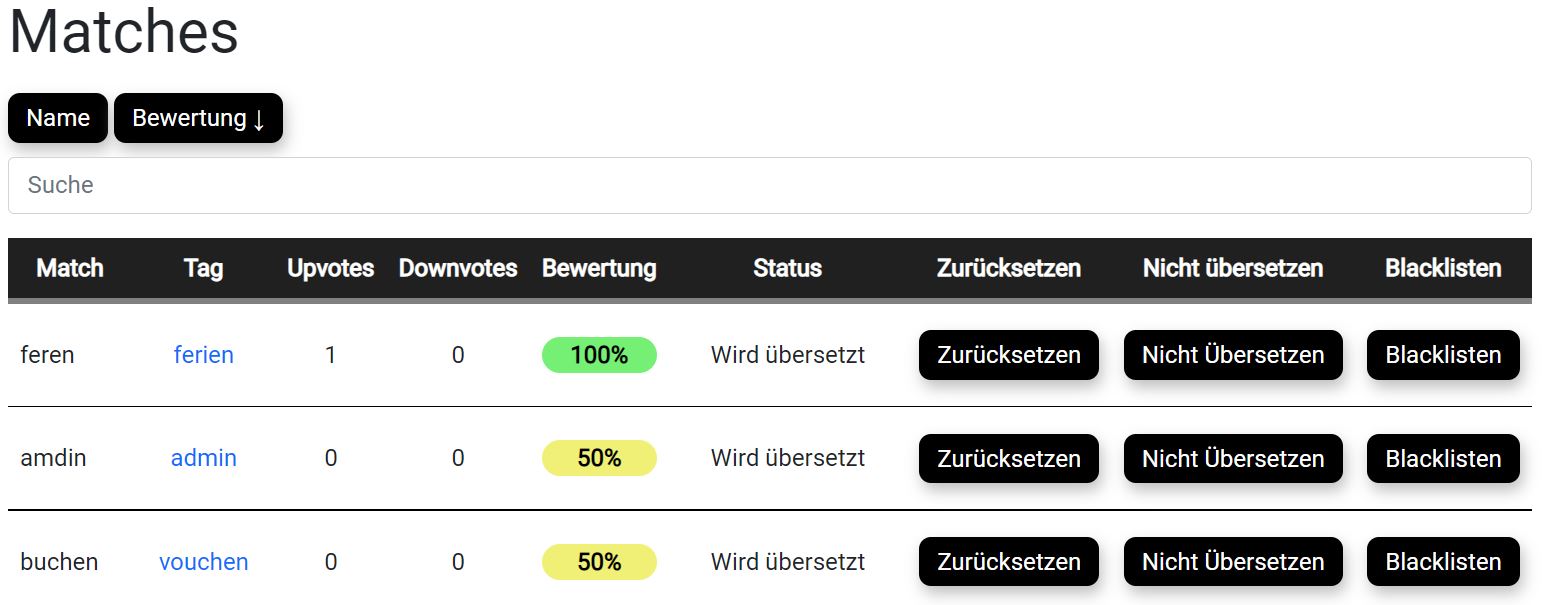 Matches
Name Bewertung ↓
Suche
Match Tag Upvotes Downvotes Bewertung Status Zurücksetzen Nicht übersetzen Blacklisten
feren ferien 1 0 100% Wird übersetzt Zurücksetzen Nicht Übersetzen Blacklisten
amdin admin 0 0 50% Wird übersetzt Zurücksetzen Nicht Übersetzen Blacklisten
buchen vouchen 0 0 50% Wird übersetzt Zurücksetzen Nicht Übersetzen Blacklisten